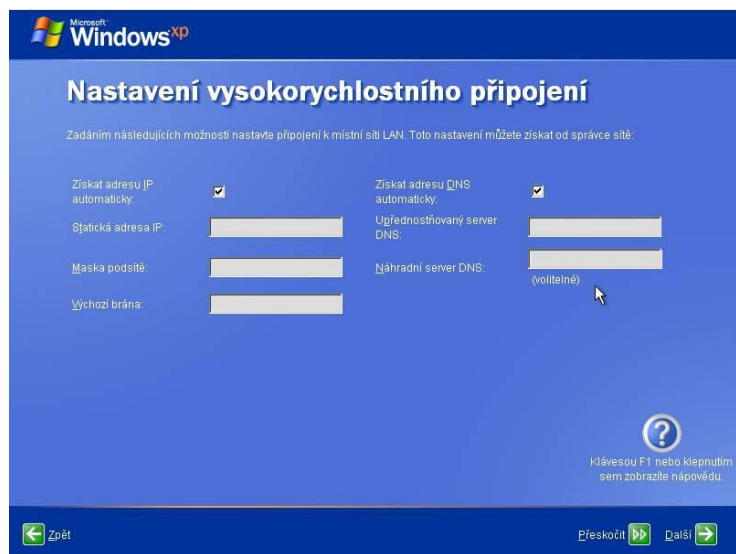 Microsoft
Windows xp
Nastavení vysokorychlostního připojení
Zadáním následujících možností nastavte připojení k místní síti LAN. Toto nastavení můžete získat od správce sítě:
Získat adresu IP
automaticky:
Statická adresa IP:
Maska podsítě:
Výchozí brána:
Získat adresu DNS
automaticky:
Upřednostňovaný server
DNS:
Náhradní server DNS:
(volitelné)
Klávesou F1 nebo klepnutím
sem zobrazíte nápovědu.
Zpět
Přeskočit
Další